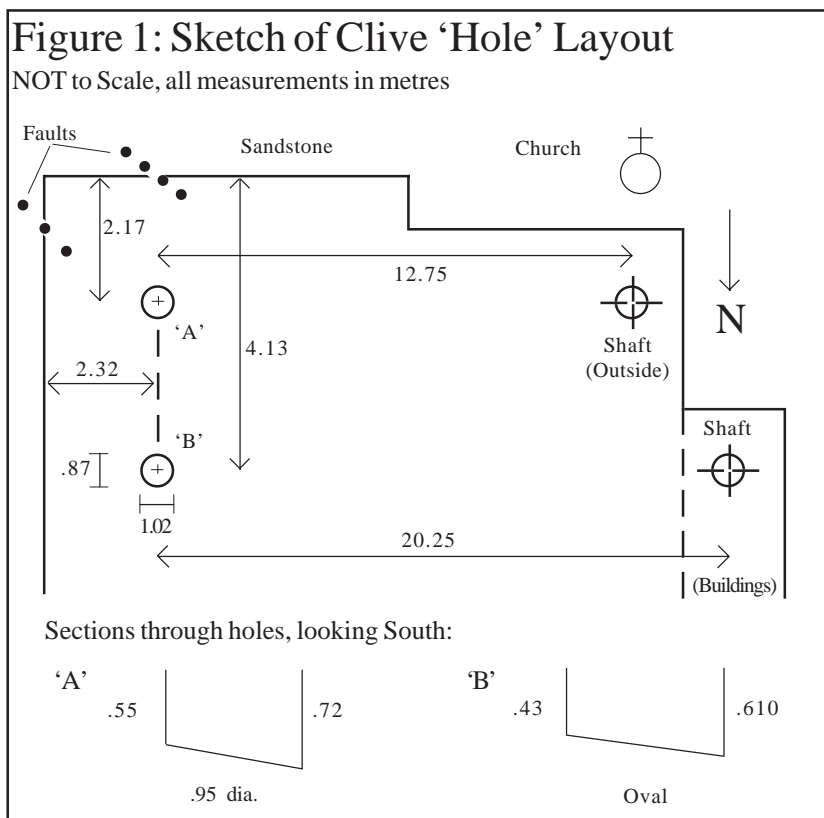 Figure 1: Sketch of Clive ‘Hole’ Layout
NOT to Scale, all measurements in metres
Faults
Sandstone
Church
2.17
12.75
N
‘A’
Shaft
(Outside)
2.32
4.13
‘B’
Shaft
.87
1.02
20.25
(Buildings)
Sections through holes, looking South:
‘A’
‘B’
.55
.72
.43
.610
.95 dia.
Oval